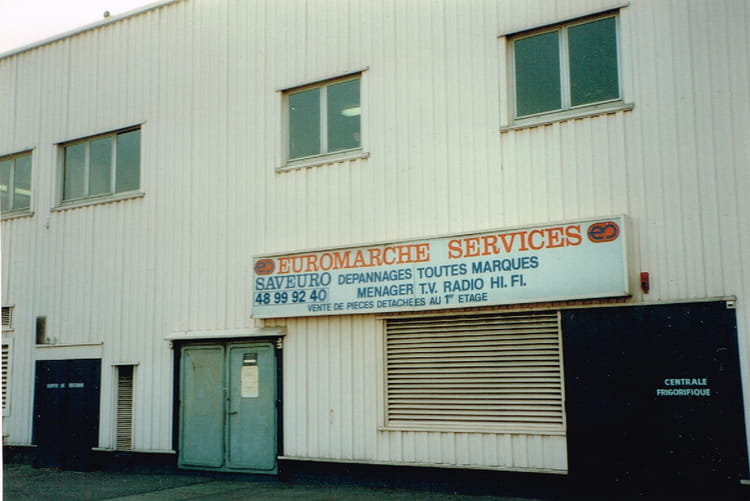 EUROMARCHE SERVICES
SAVEURO DEPANNAGES TOUTES MARQUES
48 99 92 40 MENAGER T.V. RADIO HI. FI.
VENTE DE PIECES DETACHEES AU 1er ETAGE
CENTRALE
FRIGORIFIQUE